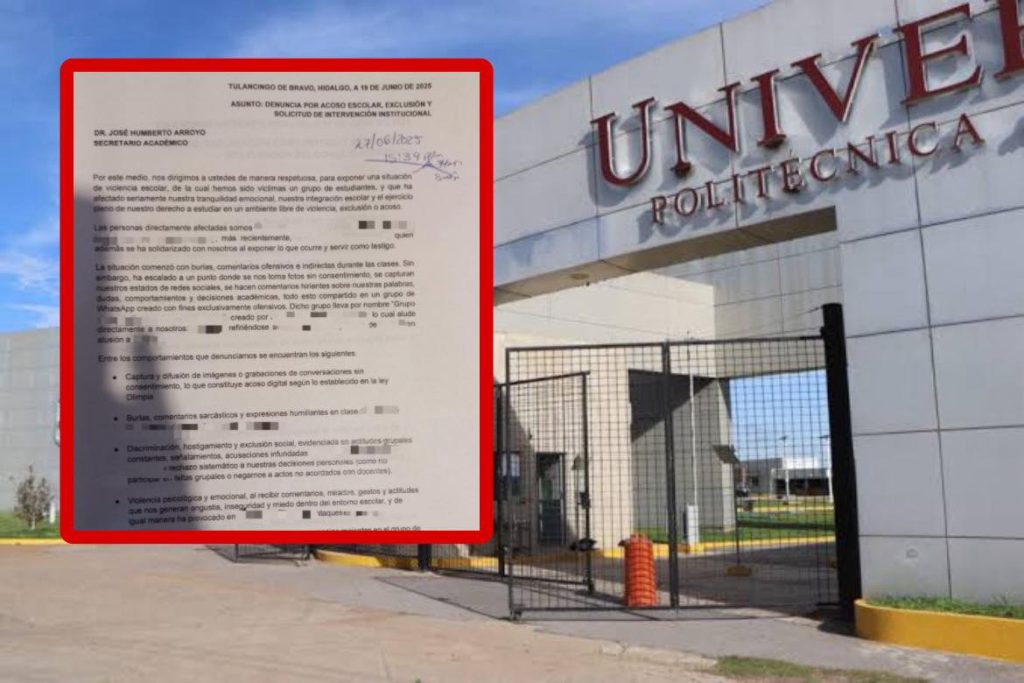 TULANCINGO DE BRAVO, HIDALGO, A 19 DE JUNIO DE 2025
ASUNTO: DENUNCIA POR ACOSO ESCOLAR, EXCLUSIÓN Y
SOLICITUD DE INTERVENCIÓN INSTITUCIONAL
DR. JOSÉ HUMBERTO ARROYO
SECRETARIO ACADÉMICO
27/06/2025
15:39
Por este medio, nos dirigimos a ustedes de manera respetuosa, para exponer una situación
de violencia escolar, de la cual hemos sido víctimas un grupo de estudiantes, y que ha
afectado seriamente nuestra tranquilidad emocional, nuestra integración escolar y el ejercicio
pleno de nuestro derecho a estudiar en un ambiente libre de violencia, exclusión o acoso.
Las personas directamente afectadas somos
más recientemente, quien
además se ha solidarizado con nosotros al exponer lo que ocurre y servir como testigo.
La situación comenzó con burlas, comentarios ofensivos e indirectas durante las clases. Sin
embargo, ha escalado a un punto donde se nos toma fotos sin consentimiento, se capturan
nuestros estados de redes sociales, se hacen comentarios hirientes sobre nuestras palabras,
dudas, comportamientos y decisiones académicas, todo esto compartido en un grupo de
WhatsApp creado con fines exclusivamente ofensivos. Dicho grupo lleva por nombre "Grupo
creado por lo cual alude
directamente a nosotros: refiriéndose de en
alusión a
Entre los comportamientos que denunciamos se encuentran los siguientes:
• Captura y difusión de imágenes o grabaciones de conversaciones sin
consentimiento, lo que constituye acoso digital según lo establecido en la ley
Olimpia.
• Burlas, comentarios sarcásticos y expresiones humillantes en clase
• Discriminación, hostigamiento y exclusión social, evidenciada en actitudes grupales
constantes, señalamientos, acusaciones infundadas
rechazo sistemático a nuestras decisiones personales (como no
participar en faltas grupales o negarnos a actos no acordados con docentes).
• Violencia psicológica y emocional, al recibir comentarios, miradas, gestos y actitudes
que nos generan angustia, inseguridad y miedo dentro del entorno escolar, y de
igual manera ha provocado en
en el grupo de
UNIVE
POLITÉCNICA